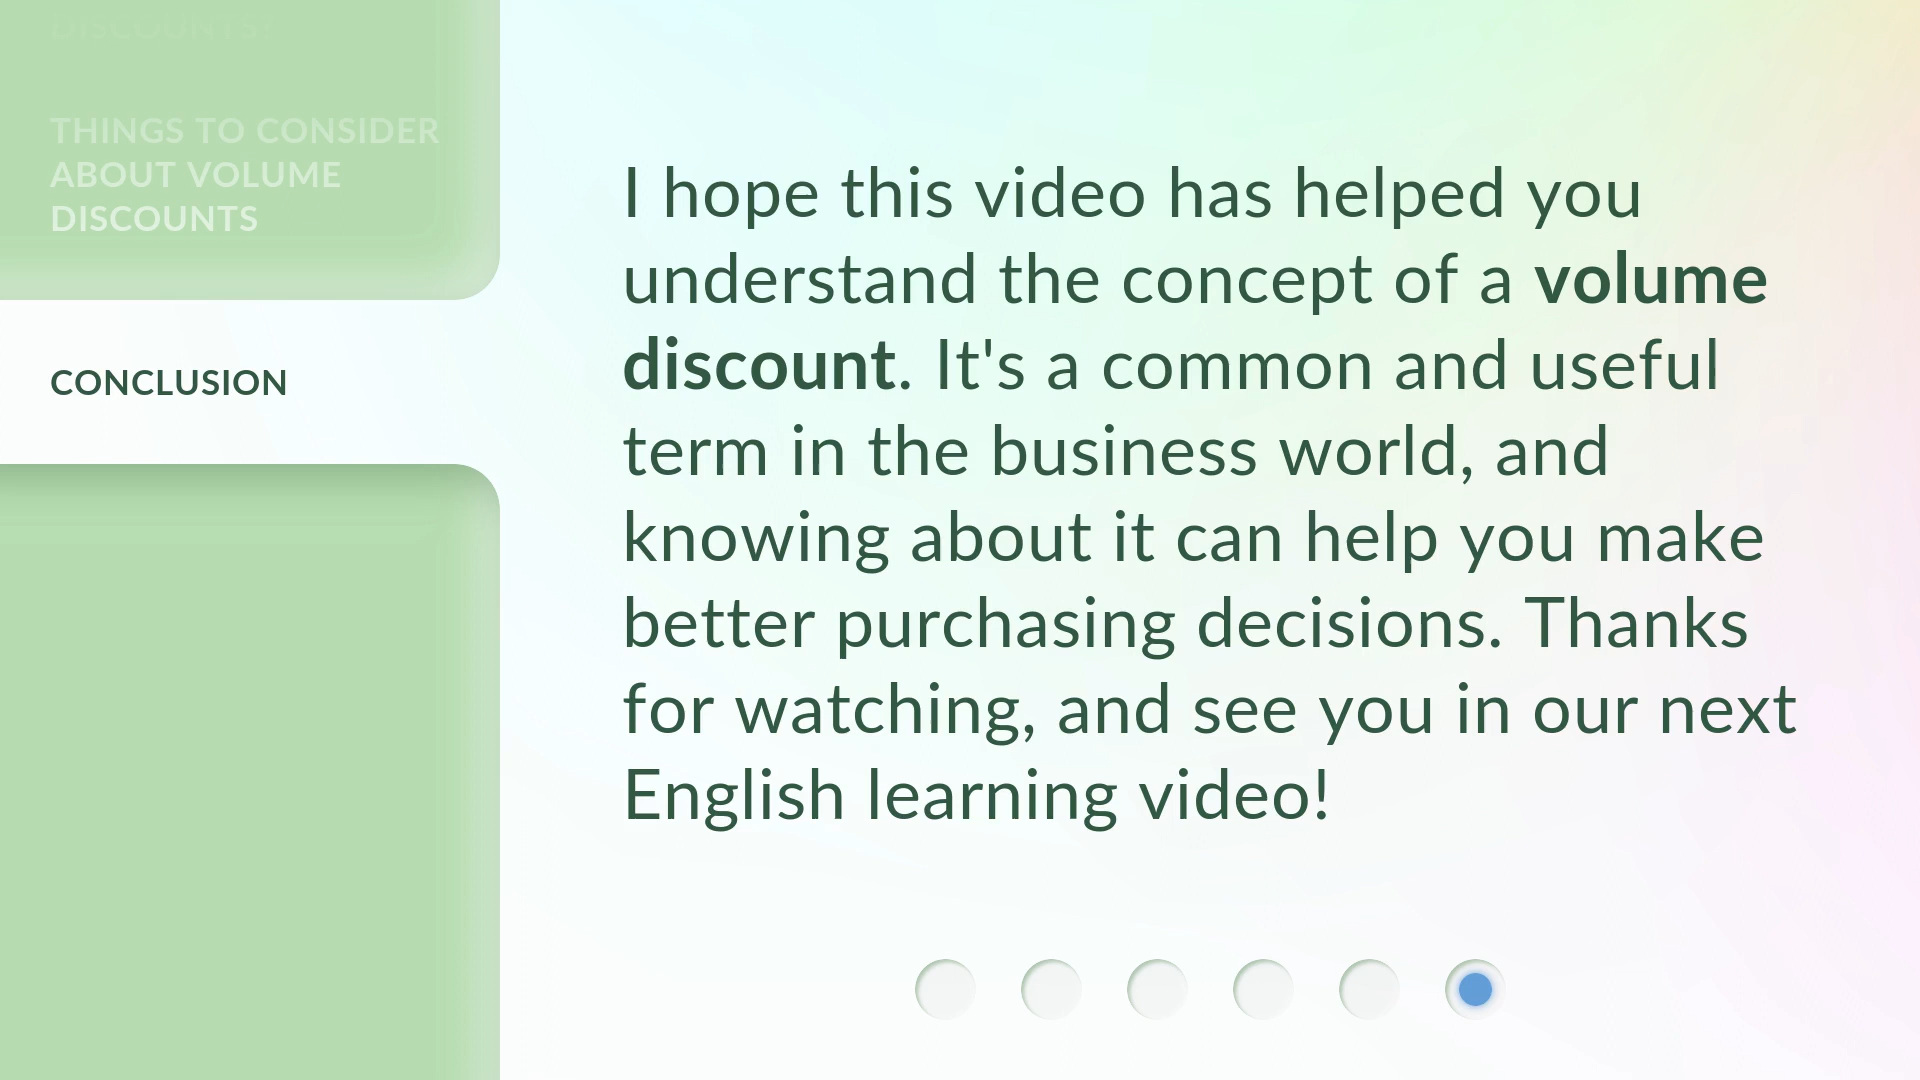 DISCOUNTS!
THINGS TO CONSIDER
ABOUT VOLUME
DISCOUNTS
CONCLUSION
I hope this video has helped you
understand the concept of a volume
discount. It's a common and useful
term in the business world, and
knowing about it can help you make
better purchasing decisions. Thanks
for watching, and see you in our next
English learning video!